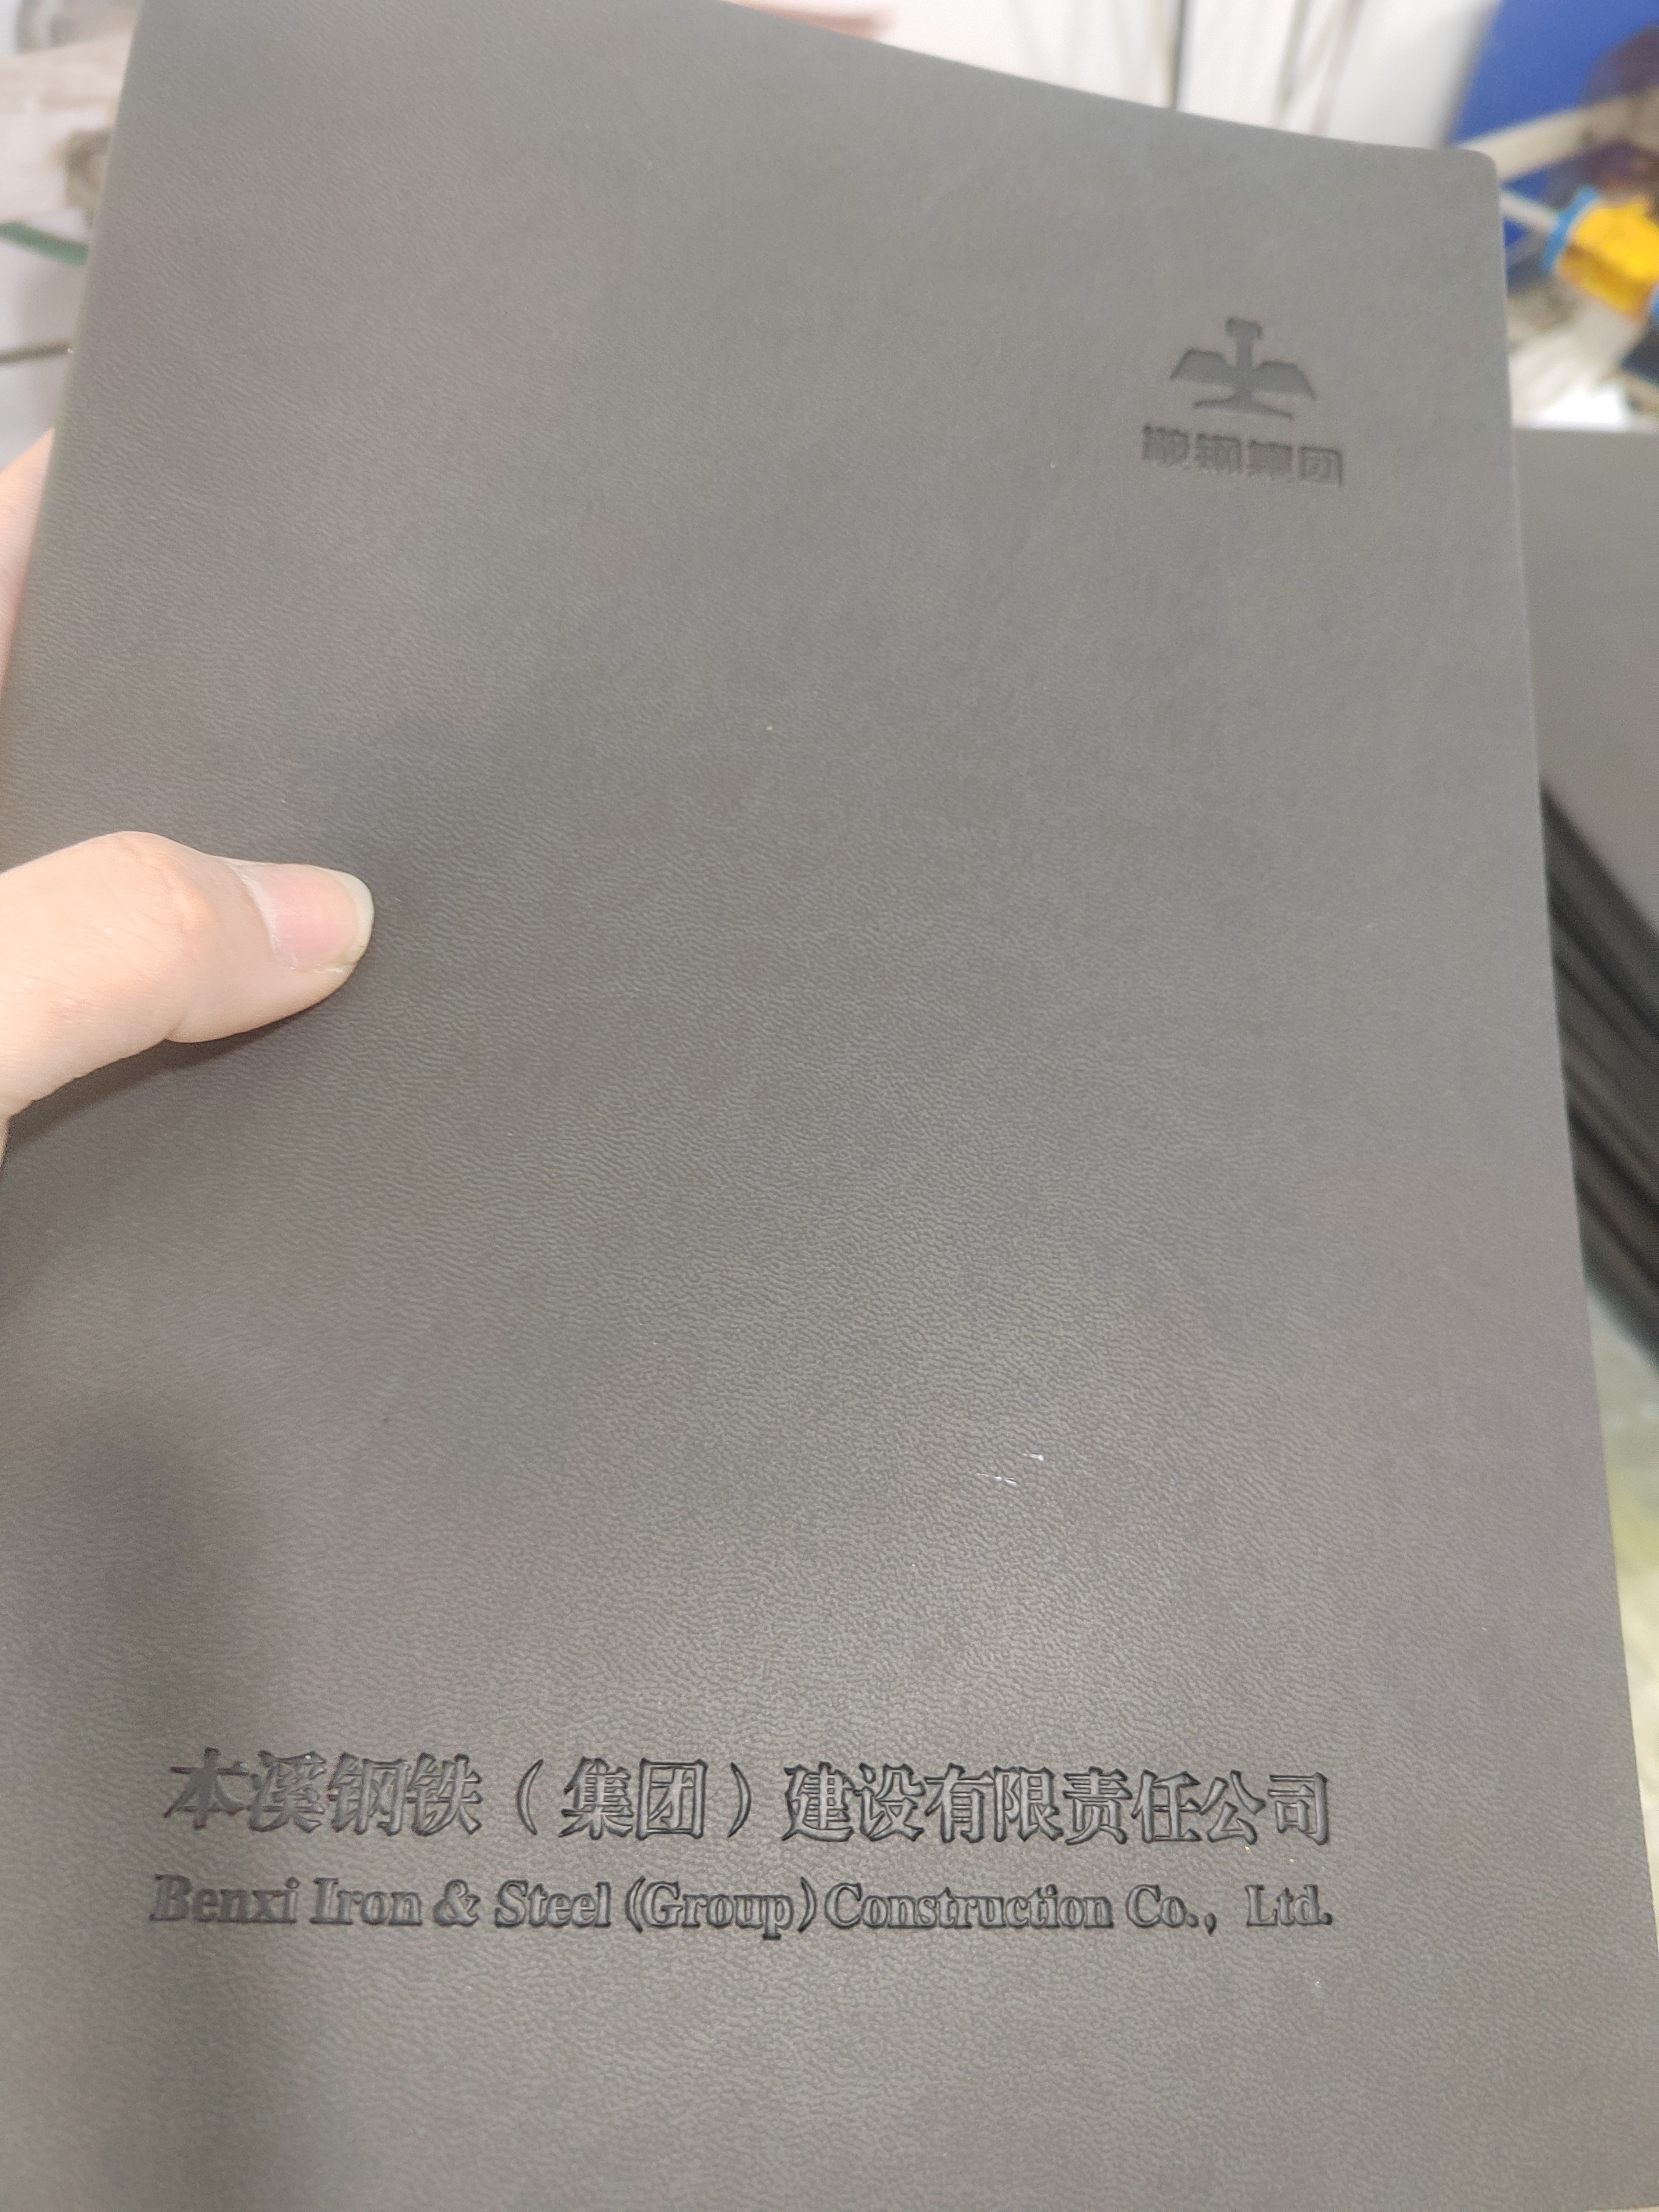 鞍钢集团
本溪钢铁（集团）建设有限责任公司
Benxi Iron & Steel (Group) Construction Co., Ltd.